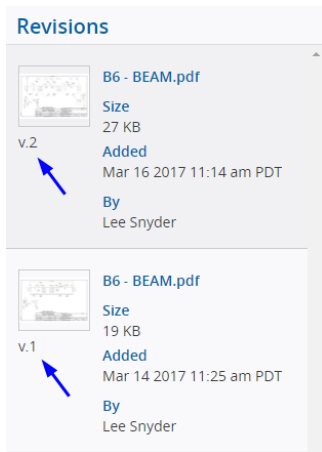 Revisions
B6 - BEAM.pdf
Size
27 KB
v.2
Added
Mar 16 2017 11:14 am PDT
By
Lee Snyder
B6 - BEAM.pdf
Size
19 KB
v.1
Added
Mar 14 2017 11:25 am PDT
By
Lee Snyder